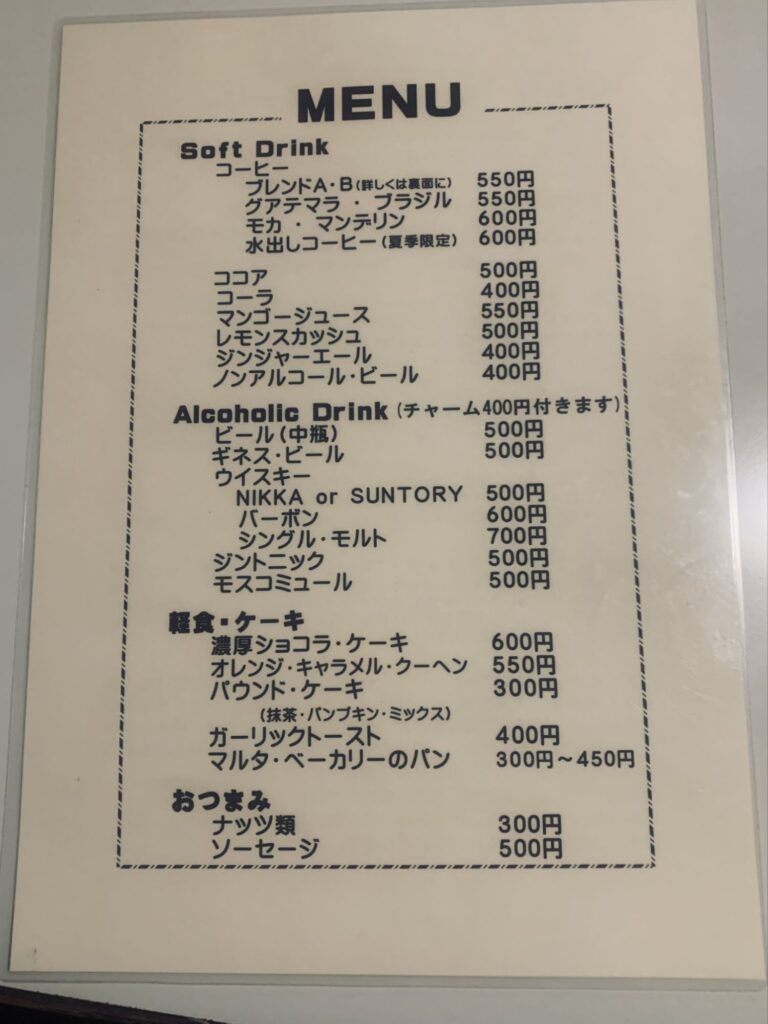 MENU
Soft Drink
コーヒー
ブレンドA・B(詳しくは裏面に) 550円
グアテマラ ・ ブラジル 550円
モカ ・ マンデリン 600円
水出しコーヒー(夏季限定) 600円
ココア 500円
コーラ 400円
マンゴージュース 550円
レモンスカッシュ 500円
ジンジャーエール 400円
ノンアルコール・ビール 400円
Alcoholic Drink (チャーム400円付きます)
ビール(中瓶) 500円
ギネス・ビール 500円
ウイスキー
NIKKA or SUNTORY 500円
バーボン 600円
シングル・モルト 700円
ジントニック 500円
モスコミュール 500円
軽食・ケーキ
濃厚ショコラ・ケーキ 600円
オレンジ・キャラメル・クーヘン 550円
パウンド・ケーキ 300円
(抹茶・パンプキン・ミックス)
ガーリックトースト 400円
マルタ・ベーカリーのパン 300円～450円
おつまみ
ナッツ類 300円
ソーセージ 500円